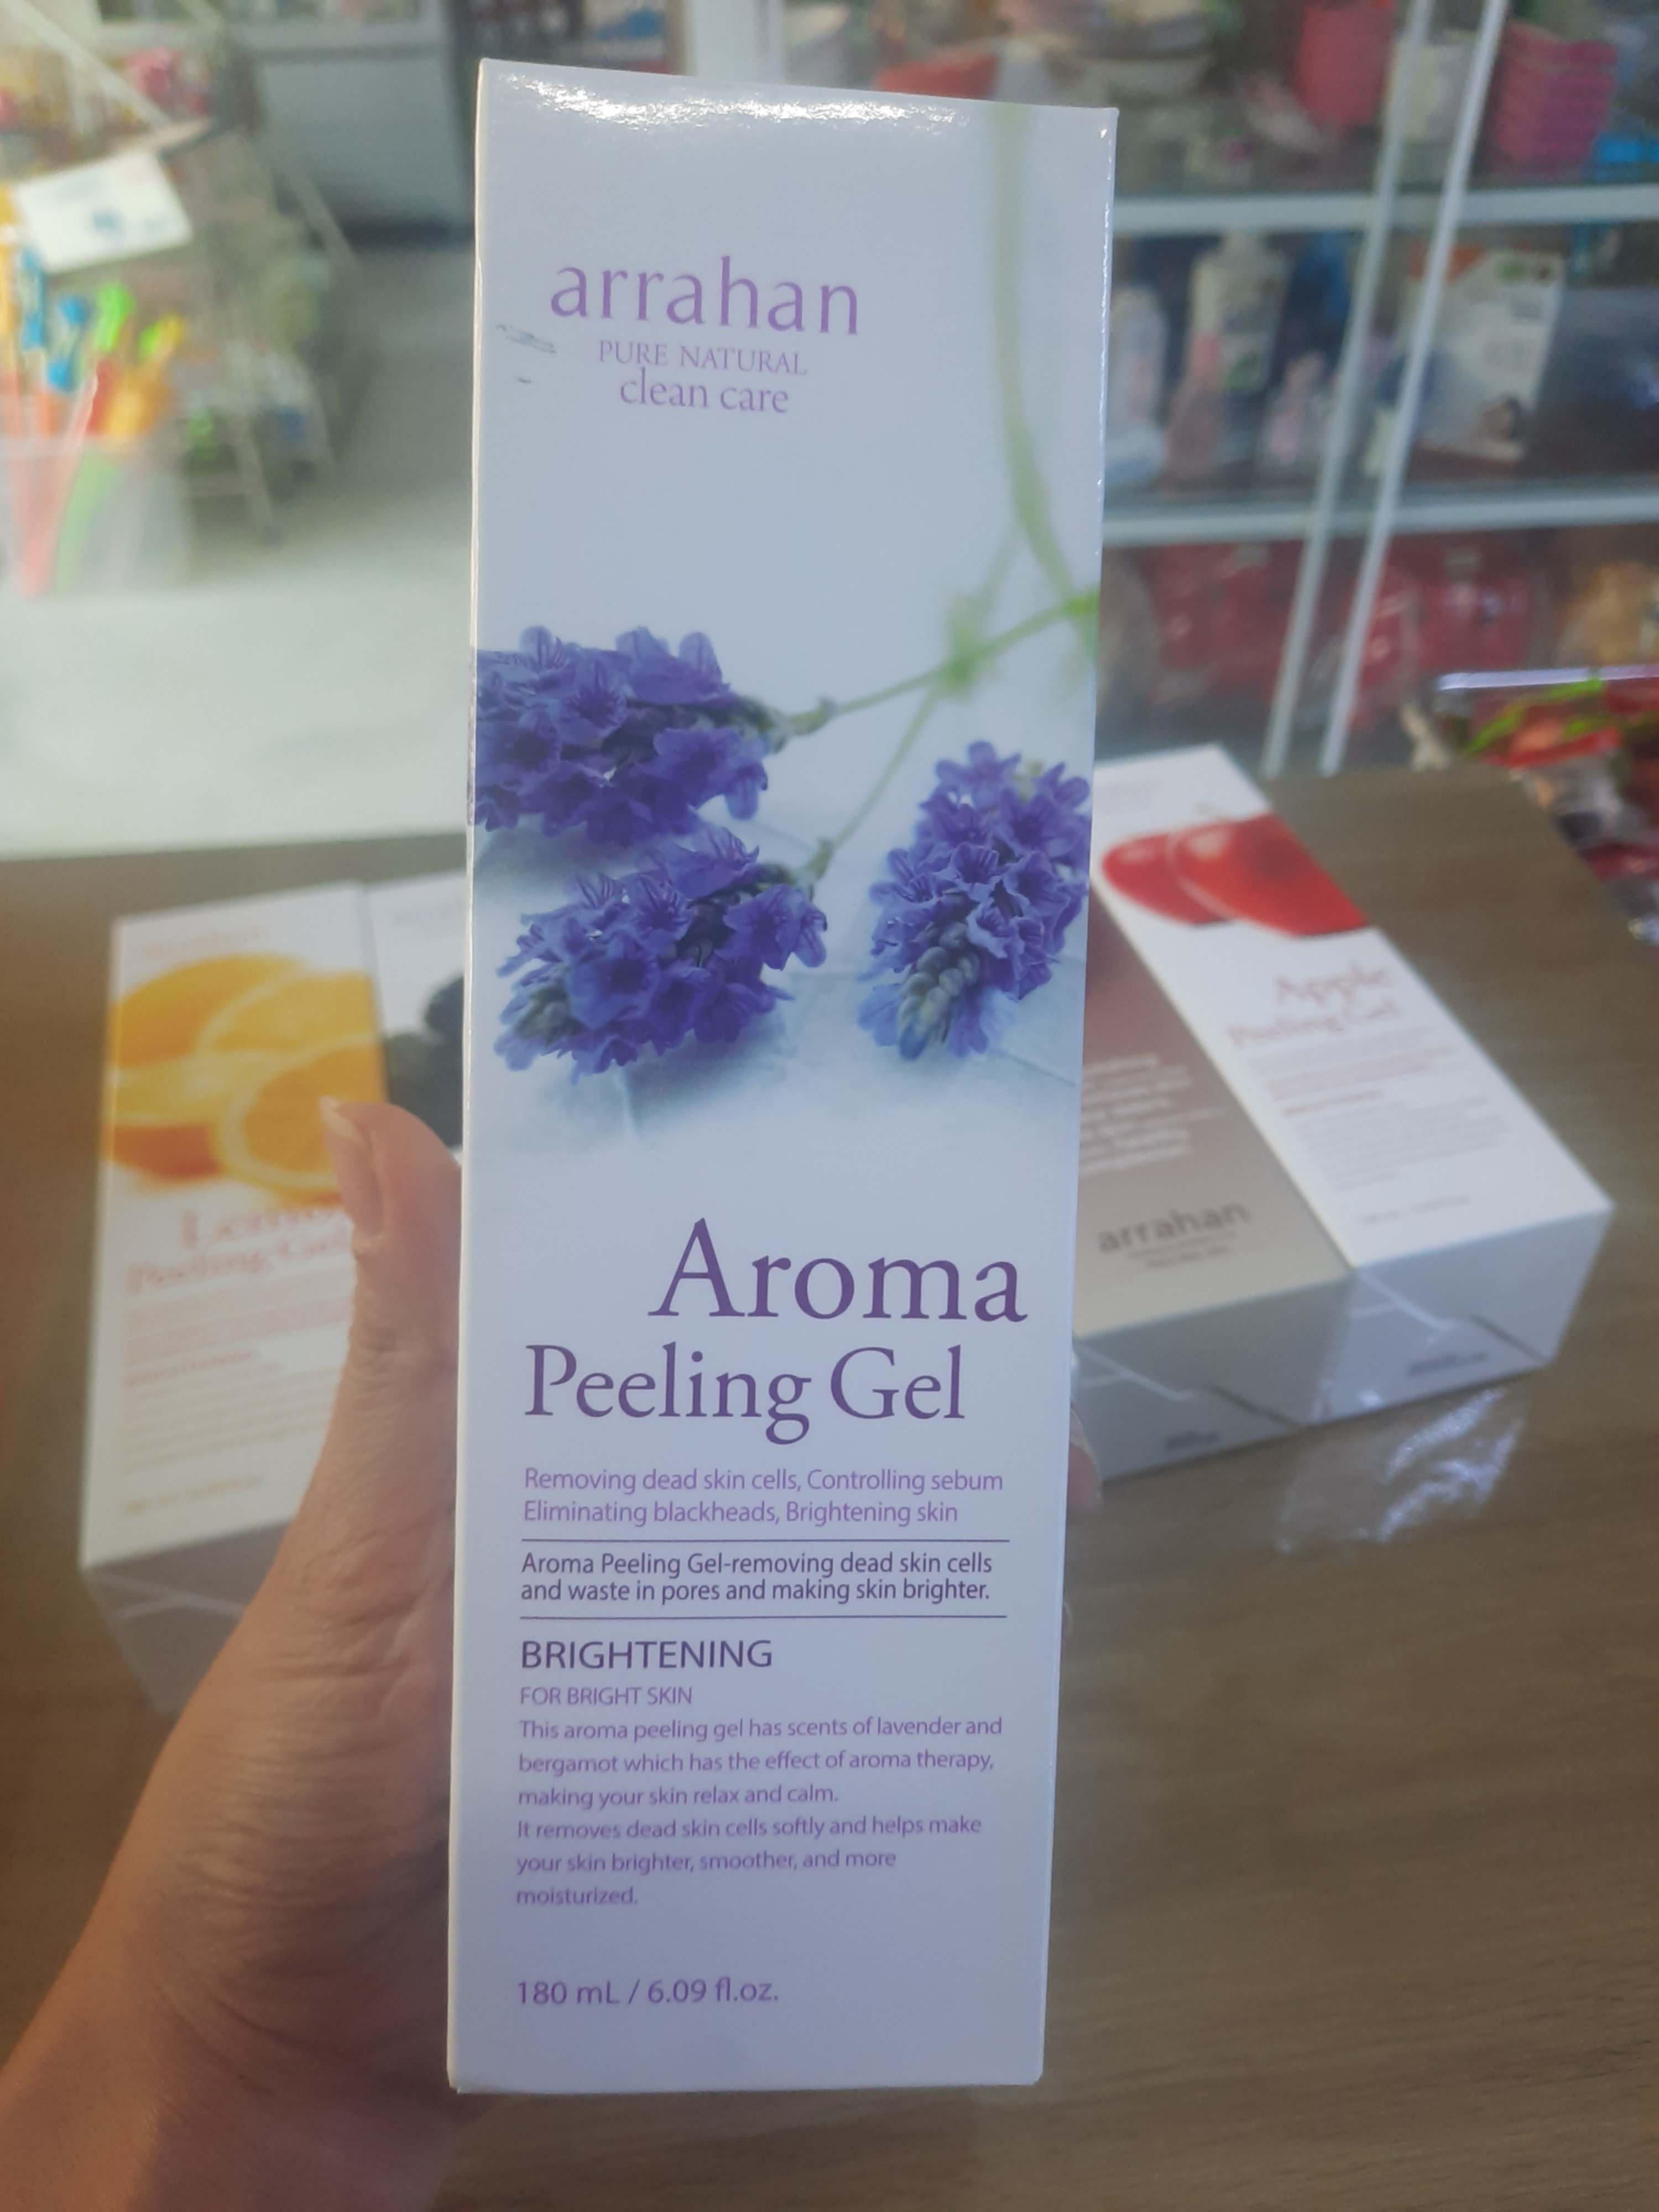 arrahan
PURE NATURAL
clean care
Aroma
Peeling Gel
Removing dead skin cells, Controlling sebum
Eliminating blackheads, Brightening skin
Aroma Peeling Gel-removing dead skin cells
and waste in pores and making skin brighter.
BRIGHTENING
FOR BRIGHT SKIN
This aroma peeling gel has scents of lavender and
bergamot which has the effect of aroma therapy,
making your skin relax and calm.
It removes dead skin cells softly and helps make
your skin brighter, smoother, and more
moisturized.
180 mL / 6.09 fl.oz.
Peeling Gel
arrahan
Apple
Peeling Gel